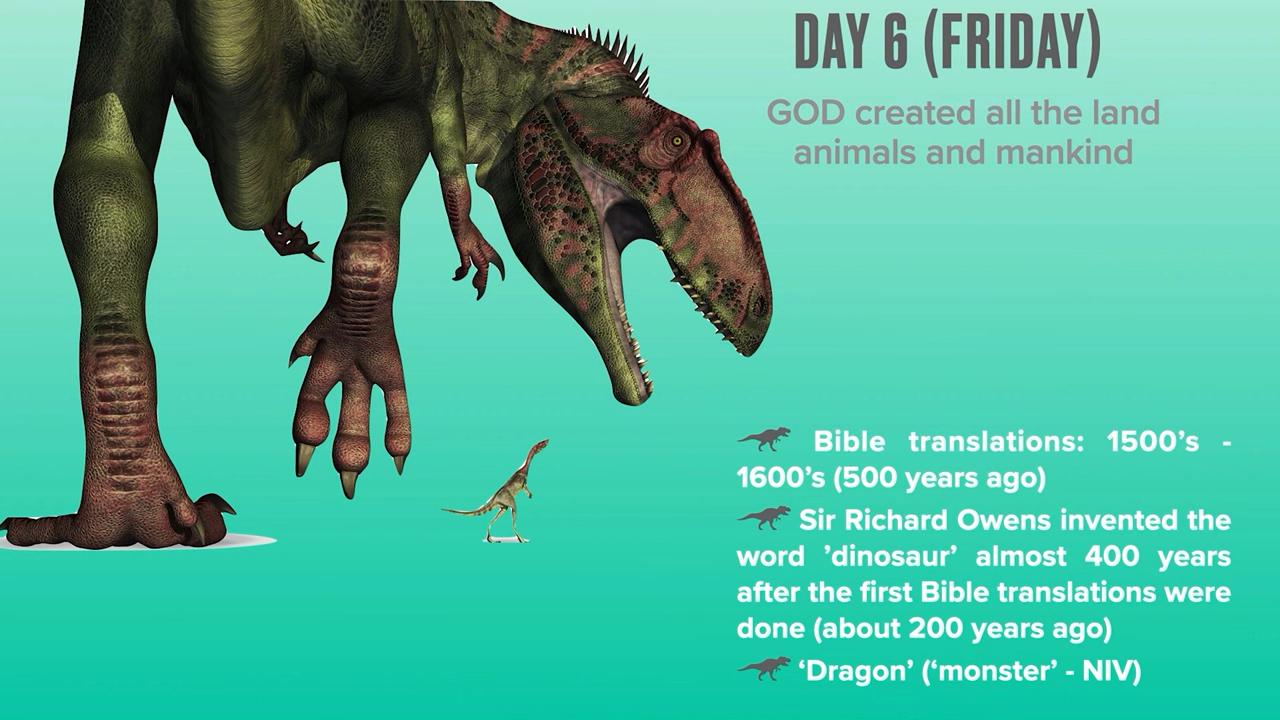 DAY 6 (FRIDAY)
GOD created all the land
animals and mankind
Bible translations: 1500’s -
1600’s (500 years ago)
Sir Richard Owens invented the
word ’dinosaur’ almost 400 years
after the first Bible translations were
done (about 200 years ago)
‘Dragon’ (‘monster’ - NIV)